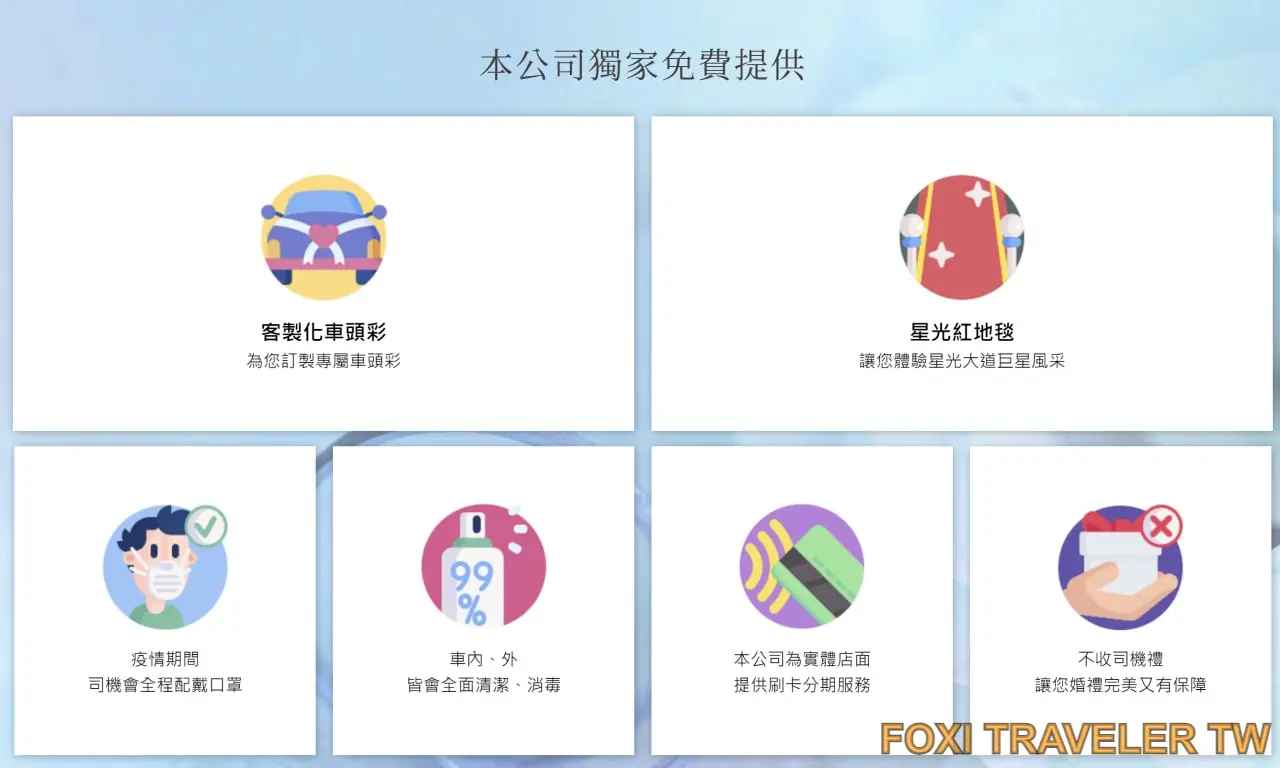 本公司獨家免費提供
客製化車頭彩
為您訂製專屬車頭彩
星光紅地毯
讓您體驗星光大道巨星風采
99
%
疫情期間
司機會全程配戴口罩
車內、外
皆會全面清潔、消毒
本公司為實體店面
提供刷卡分期服務
不收司機禮
讓您婚禮完美又有保障
FOXI TRAVELER TW